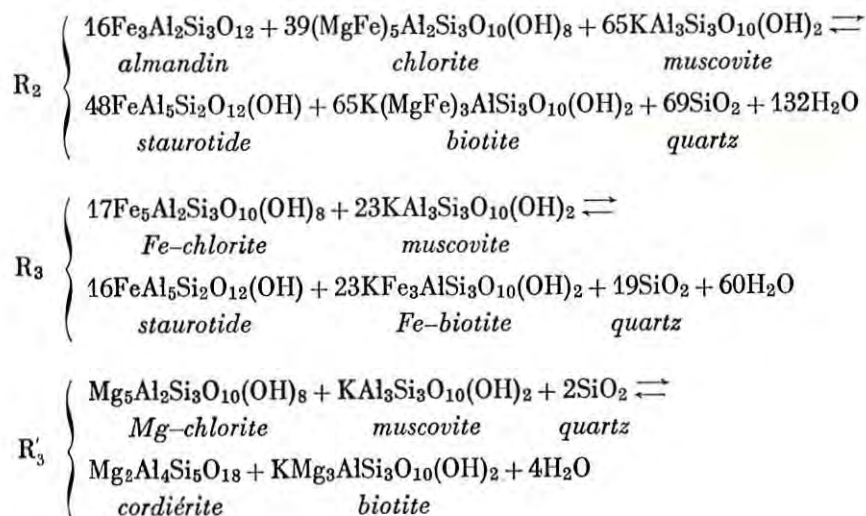 R₂
16Fe₃Al₂Si₃O₁₂ + 39(MgFe)₅Al₂Si₃O₁₀(OH)₈ + 65KAl₃Si₃O₁₀(OH)₂ ⇄
almandin chlorite muscovite
48FeAl₅Si₂O₁₂(OH) + 65K(MgFe)₃AlSi₃O₁₀(OH)₂ + 69SiO₂ + 132H₂O
staurotide biotite quartz
R₃
17Fe₅Al₂Si₃O₁₀(OH)₈ + 23KAl₃Si₃O₁₀(OH)₂ ⇄
Fe–chlorite muscovite
16FeAl₅Si₂O₁₂(OH) + 23KFe₃AlSi₃O₁₀(OH)₂ + 19SiO₂ + 60H₂O
staurotide Fe–biotite quartz
R′₃
Mg₅Al₂Si₃O₁₀(OH)₈ + KAl₃Si₃O₁₀(OH)₂ + 2SiO₂ ⇄
Mg–chlorite muscovite quartz
Mg₂Al₄Si₅O₁₈ + KMg₃AlSi₃O₁₀(OH)₂ + 4H₂O
cordiérite biotite